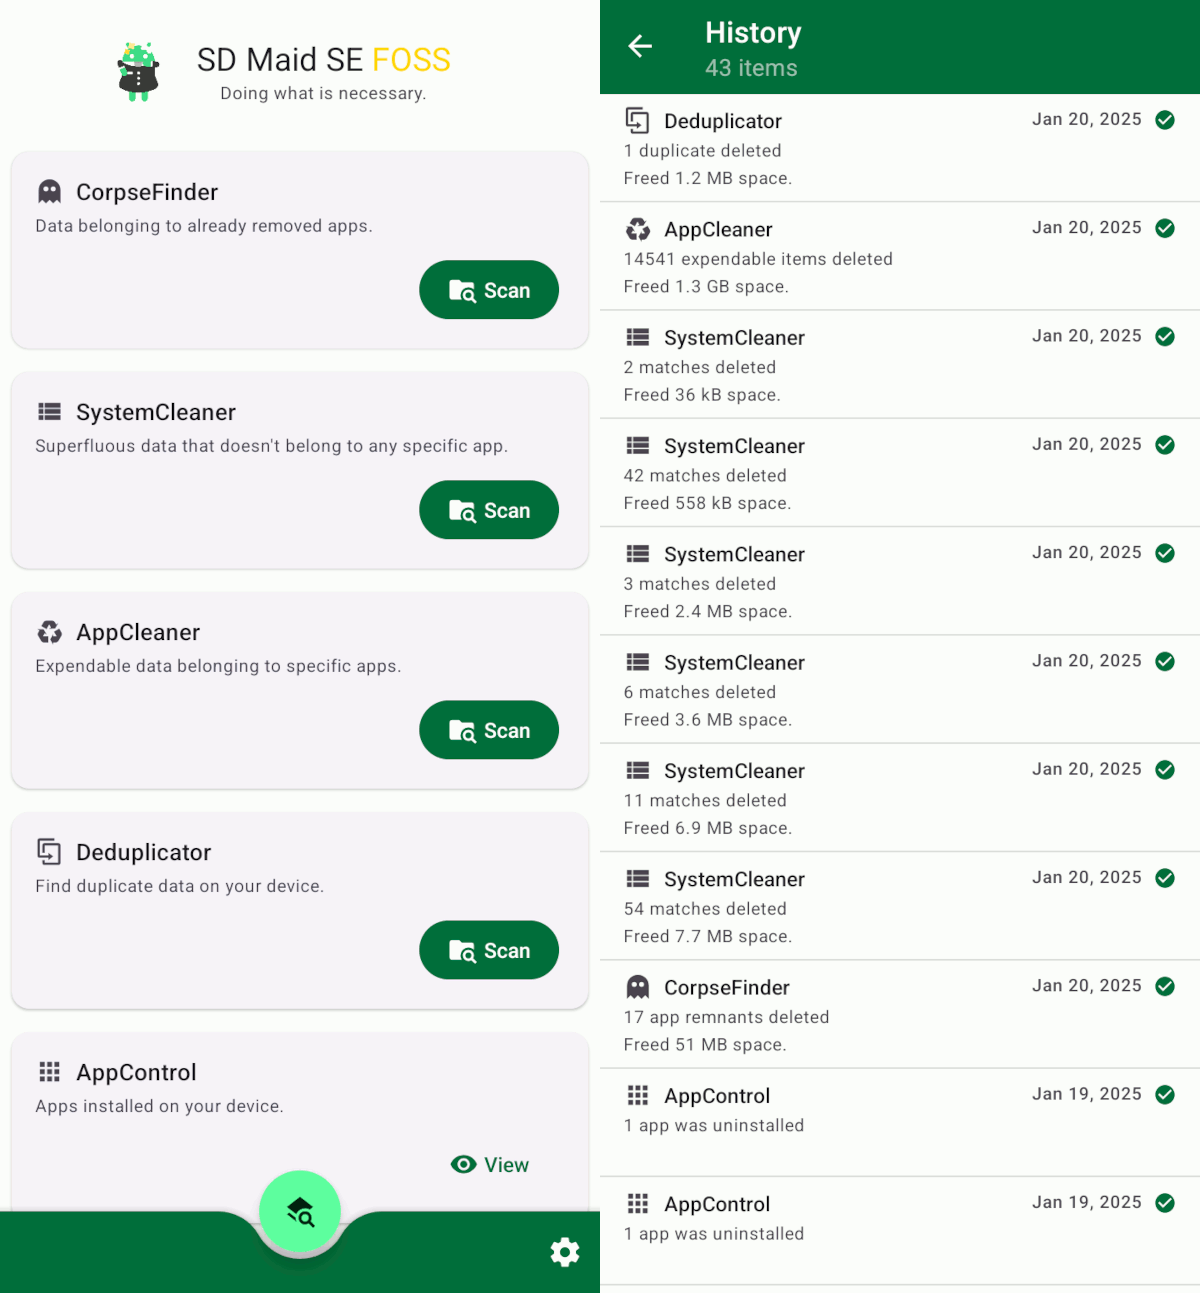 SD Maid SE FOSS
Doing what is necessary.
CorpseFinder
Data belonging to already removed apps.
Scan
SystemCleaner
Superfluous data that doesn't belong to any specific app.
Scan
AppCleaner
Expendable data belonging to specific apps.
Scan
Deduplicator
Find duplicate data on your device.
Scan
AppControl
Apps installed on your device.
View
History
43 items
Deduplicator Jan 20, 2025
1 duplicate deleted
Freed 1.2 MB space.
AppCleaner Jan 20, 2025
14541 expendable items deleted
Freed 1.3 GB space.
SystemCleaner Jan 20, 2025
2 matches deleted
Freed 36 kB space.
SystemCleaner Jan 20, 2025
42 matches deleted
Freed 558 kB space.
SystemCleaner Jan 20, 2025
3 matches deleted
Freed 2.4 MB space.
SystemCleaner Jan 20, 2025
6 matches deleted
Freed 3.6 MB space.
SystemCleaner Jan 20, 2025
11 matches deleted
Freed 6.9 MB space.
SystemCleaner Jan 20, 2025
54 matches deleted
Freed 7.7 MB space.
CorpseFinder Jan 20, 2025
17 app remnants deleted
Freed 51 MB space.
AppControl Jan 19, 2025
1 app was uninstalled
AppControl Jan 19, 2025
1 app was uninstalled